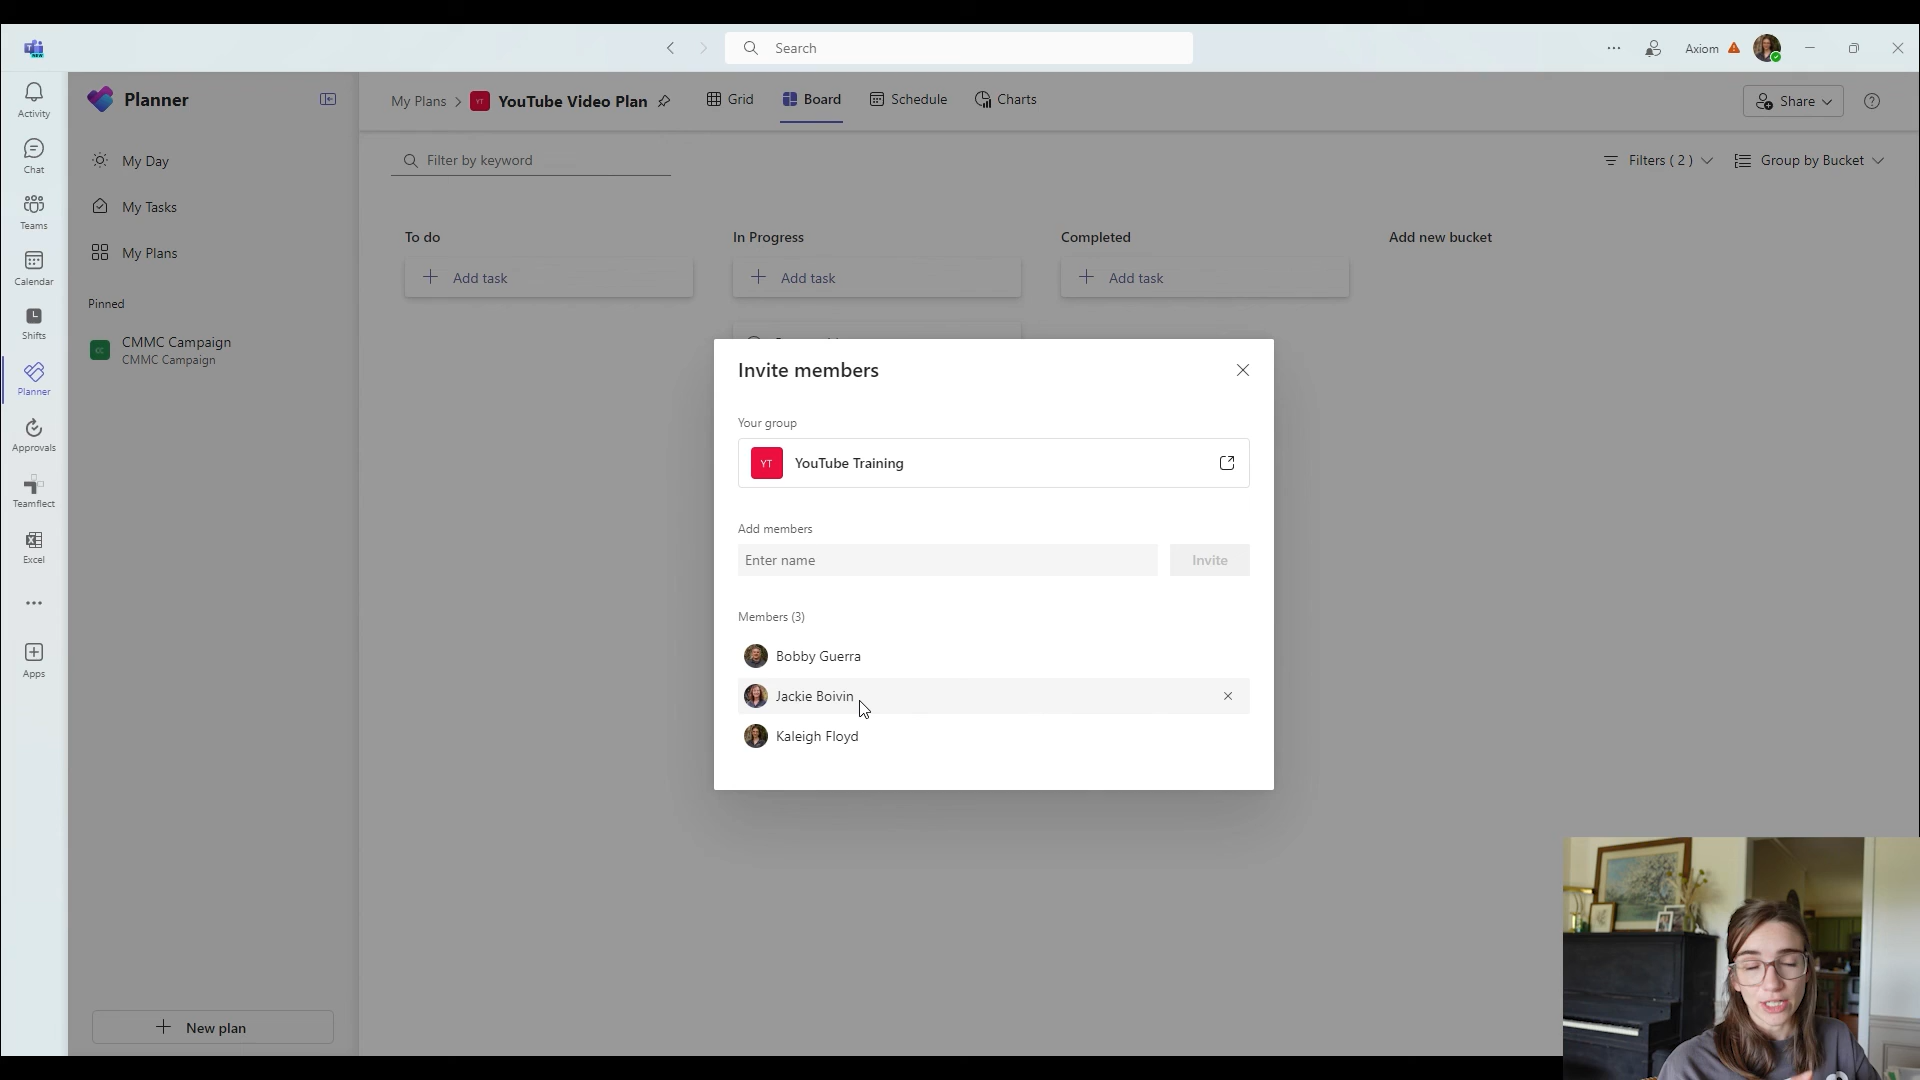 Search
Axiom
Activity
Chat
Teams
Calendar
Shifts
Planner
Approvals
Teamflect
Excel
Apps
Planner
My Day
My Tasks
My Plans
Pinned
CC
CMMC Campaign
CMMC Campaign
New plan
My Plans
YT
YouTube Video Plan
Grid
Board
Schedule
Charts
Share
Filter by keyword
Filters ( 2 )
Group by Bucket
To do
In Progress
Completed
Add new bucket
Add task
Add task
Add task
Invite members
Your group
YT
YouTube Training
Add members
Enter name
Invite
Members (3)
Bobby Guerra
Jackie Boivin
Kaleigh Floyd